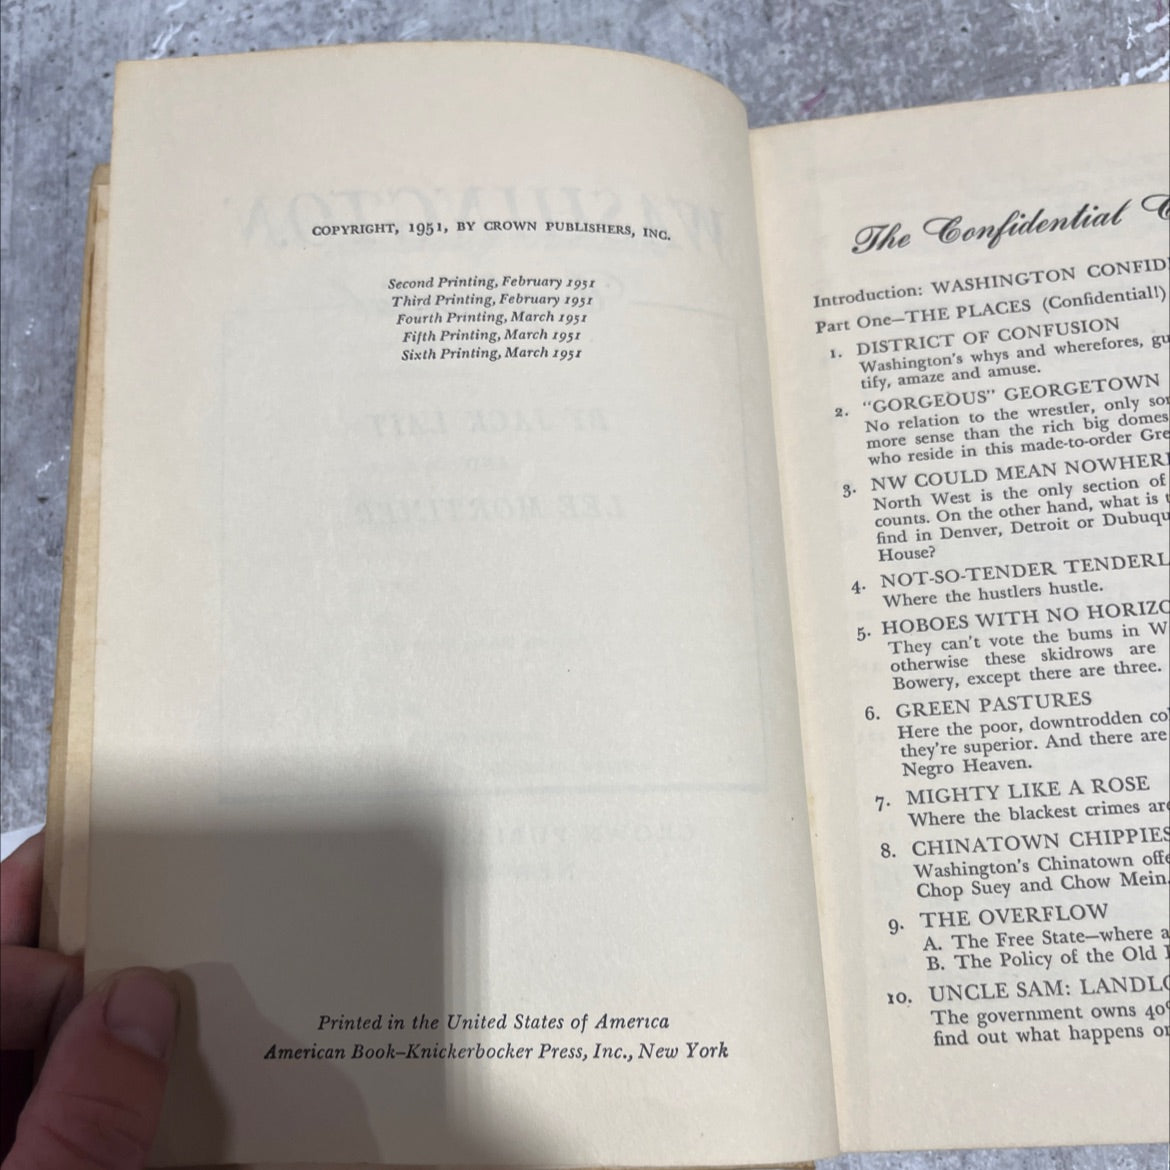 COPYRIGHT, 1951, BY CROWN PUBLISHERS, INC.
Second Printing, February 1951
Third Printing, February 1951
Fourth Printing, March 1951
Fifth Printing, March 1951
Sixth Printing, March 1951
Printed in the United States of America
American Book–Knickerbocker Press, Inc., New York
The Confidential
Introduction: WASHINGTON CONFID
Part One—THE PLACES (Confidential!)
1. DISTRICT OF CONFUSION
Washington's whys and wherefores, gu
tify, amaze and amuse.
2. "GORGEOUS" GEORGETOWN
No relation to the wrestler, only so
more sense than the rich big domes
who reside in this made-to-order Gre
3. NW COULD MEAN NOWHER
North West is the only section of
counts. On the other hand, what is
find in Denver, Detroit or Dubuqu
House?
4. NOT-SO-TENDER TENDERL
Where the hustlers hustle.
5. HOBOES WITH NO HORIZO
They can't vote the bums in W
otherwise these skidrows are
Bowery, except there are three.
6. GREEN PASTURES
Here the poor, downtrodden co
they're superior. And there are
Negro Heaven.
7. MIGHTY LIKE A ROSE
Where the blackest crimes are
8. CHINATOWN CHIPPIES
Washington's Chinatown offe
Chop Suey and Chow Mein.
9. THE OVERFLOW
A. The Free State—where a
B. The Policy of the Old
10. UNCLE SAM: LANDLO
The government owns 40
find out what happens